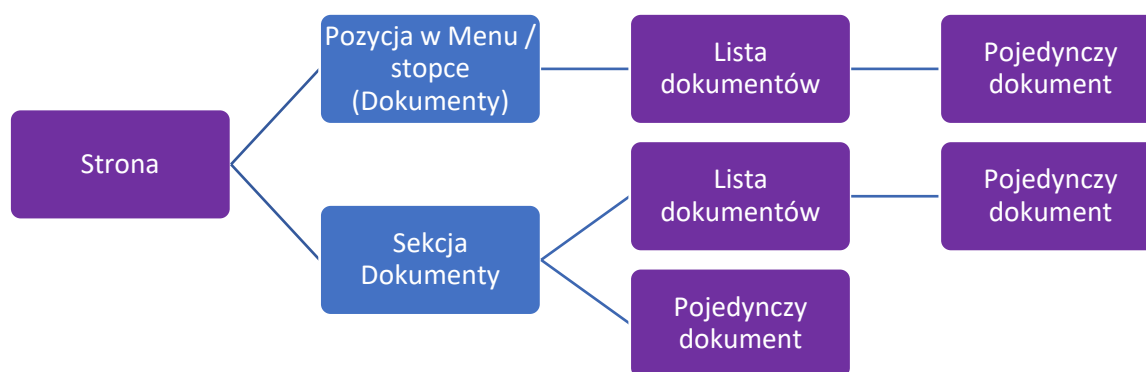 Strona
Pozycja w Menu /
stopce
(Dokumenty)
Lista
dokumentów
Pojedynczy
dokument
Sekcja
Dokumenty
Lista
dokumentów
Pojedynczy
dokument
Pojedynczy
dokument